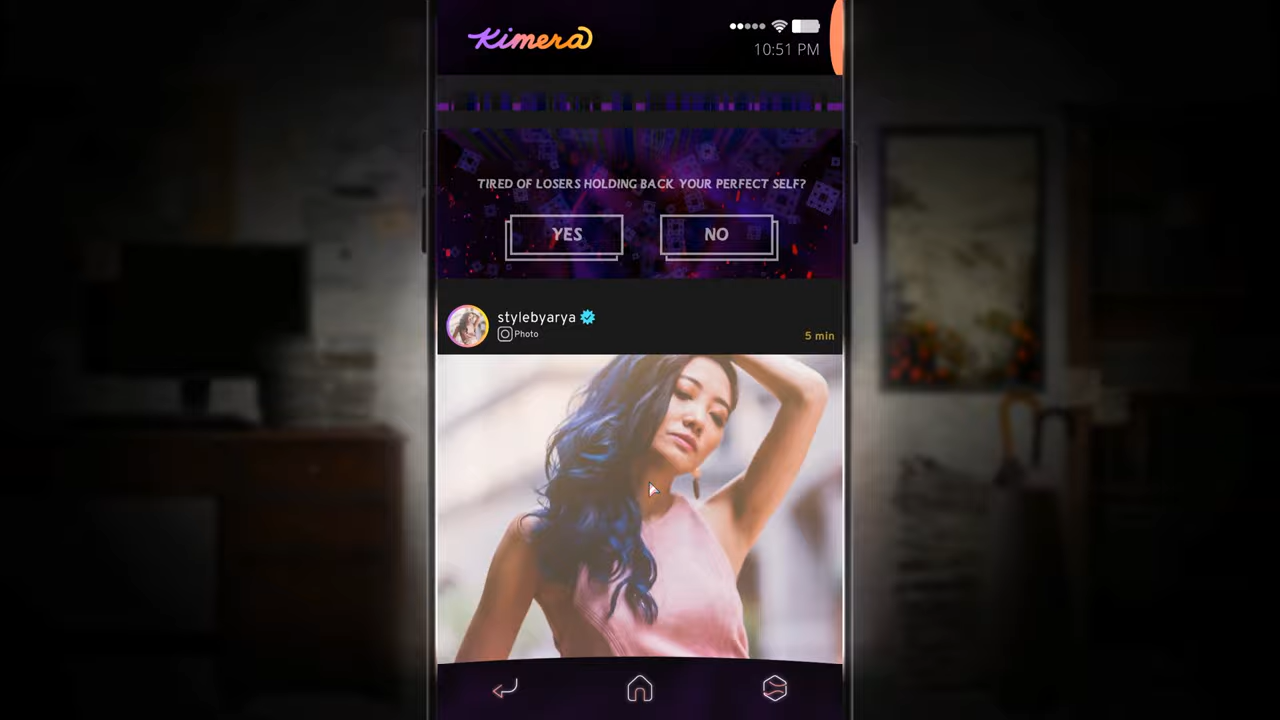 Kimera
10:51 PM
TIRED OF LOSERS HOLDING BACK YOUR PERFECT SELF?
YES NO
stylebyarya
Photo
5 min